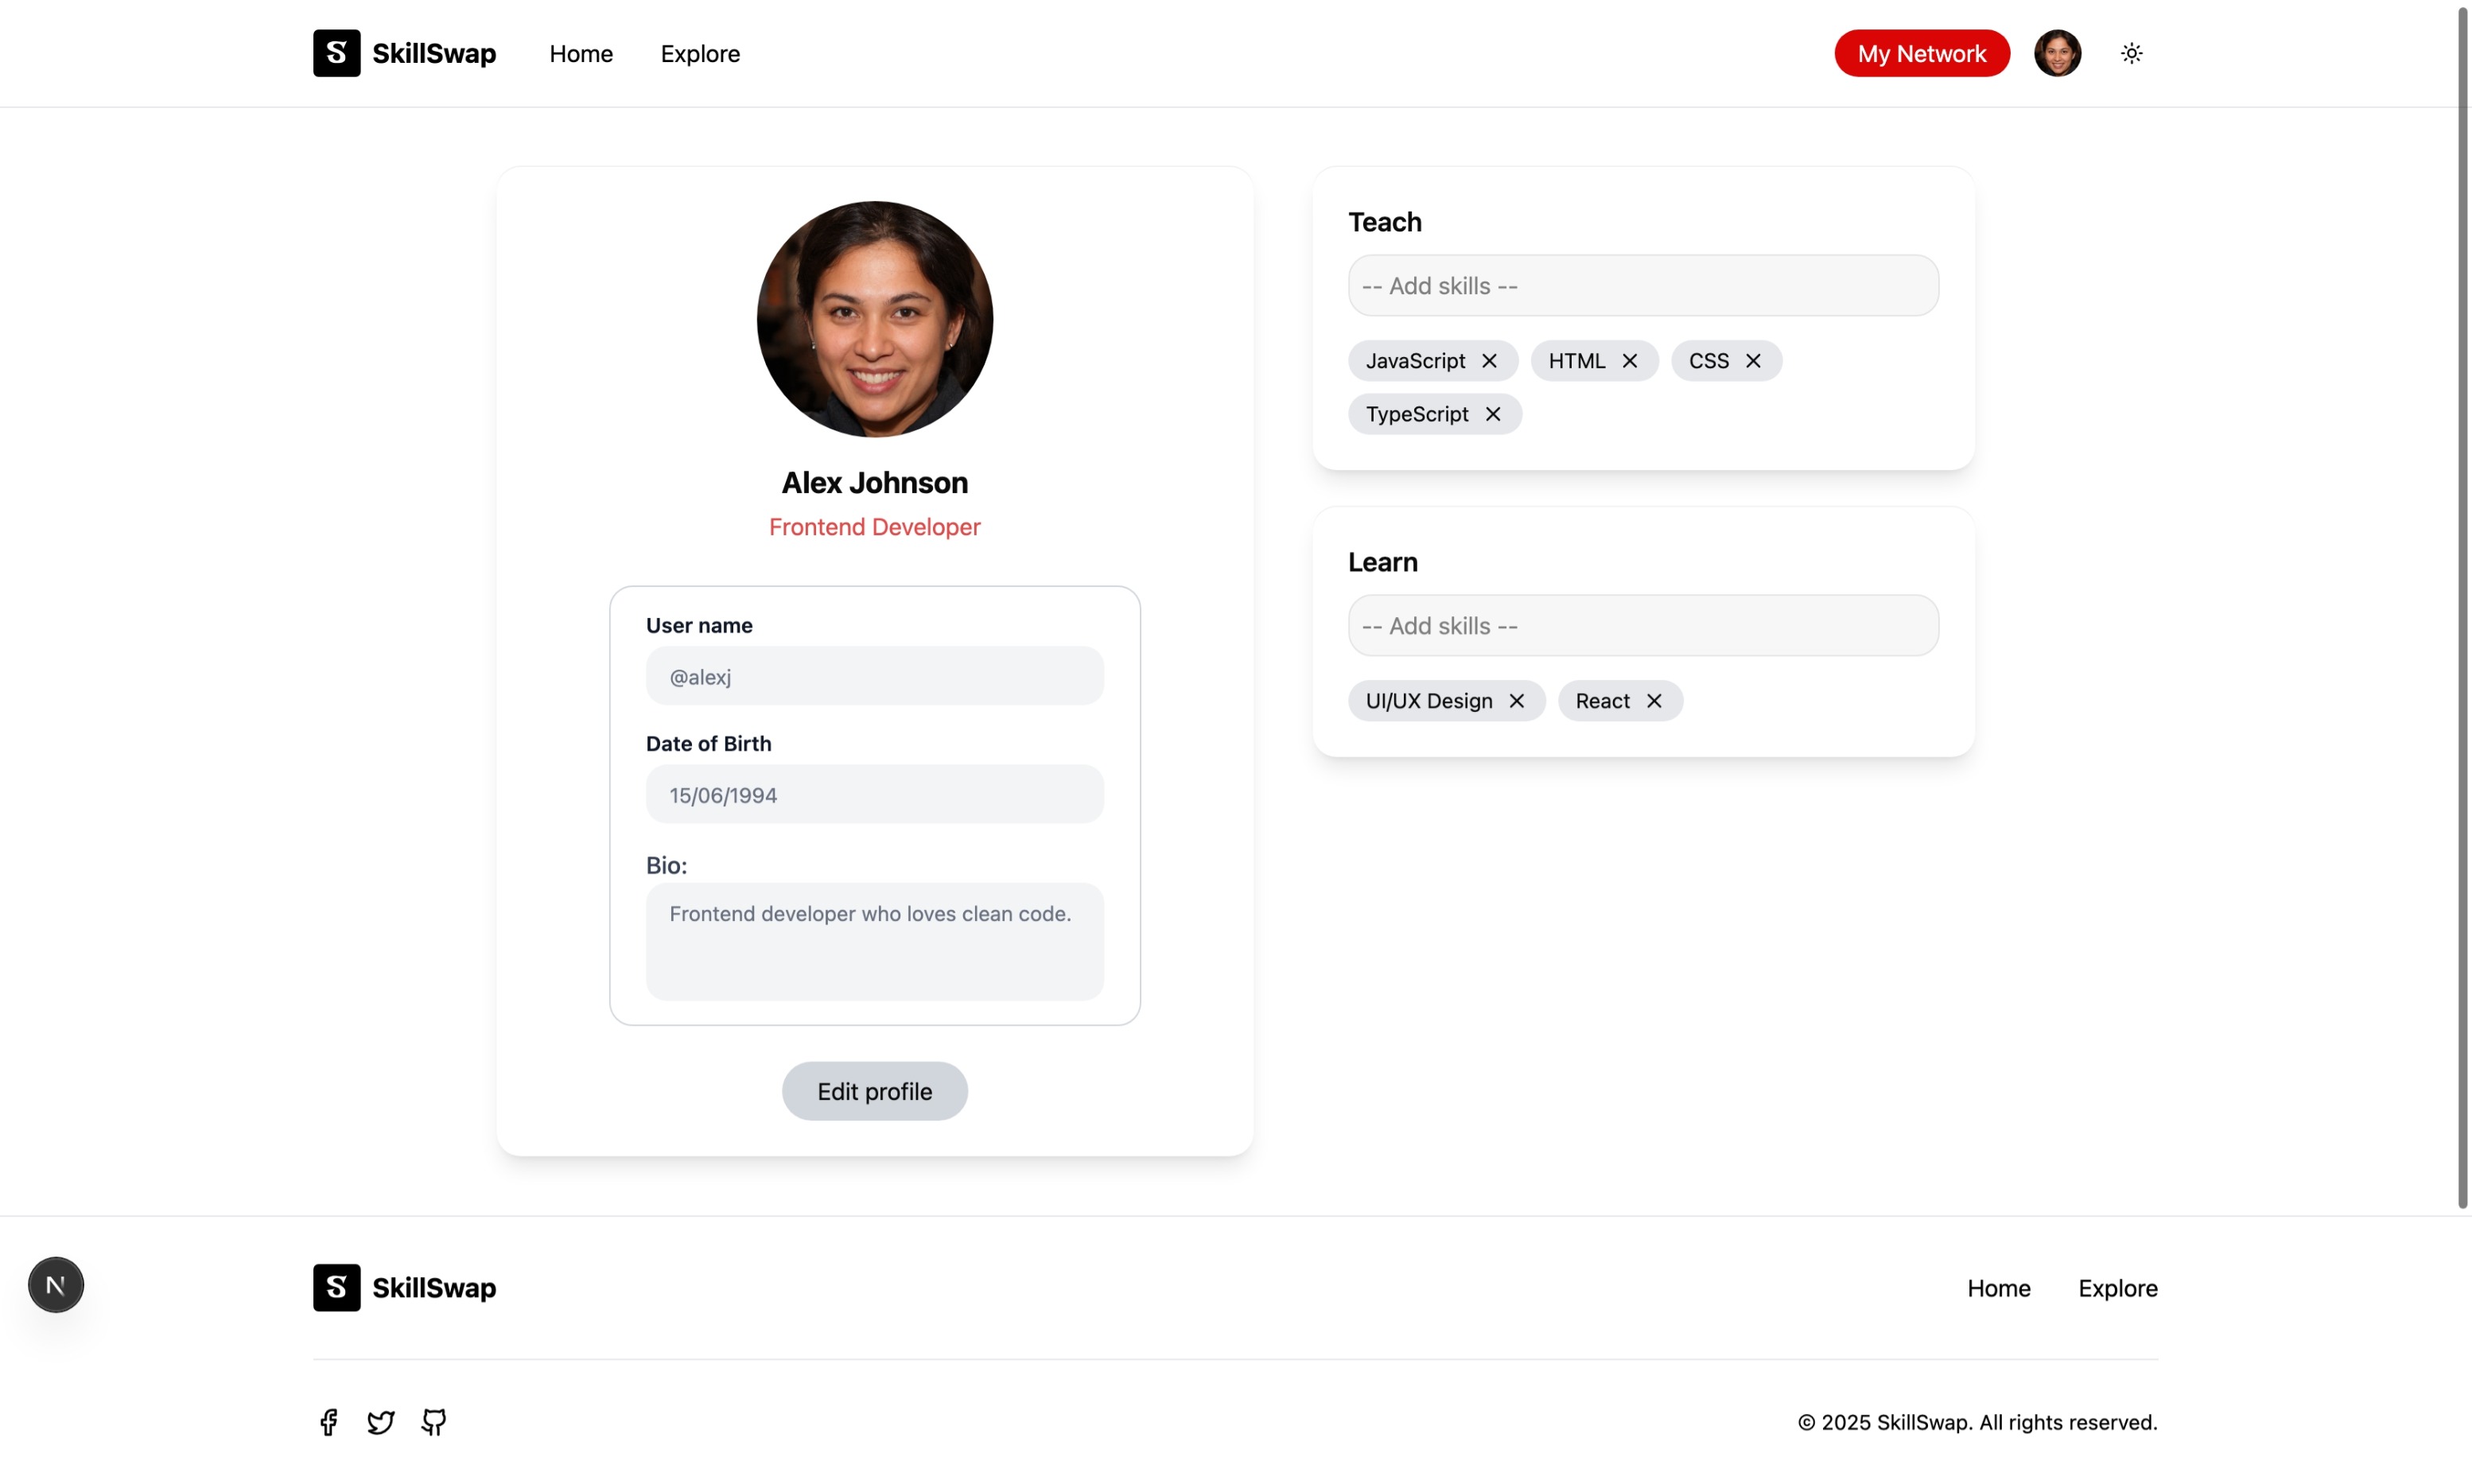 S SkillSwap
Home
Explore
My Network
Alex Johnson
Frontend Developer
User name
@alexj
Date of Birth
15/06/1994
Bio:
Frontend developer who loves clean code.
Edit profile
Teach
-- Add skills --
JavaScript ✕ HTML ✕ CSS ✕
TypeScript ✕
Learn
-- Add skills --
UI/UX Design ✕ React ✕
N
S SkillSwap
Home
Explore
© 2025 SkillSwap. All rights reserved.